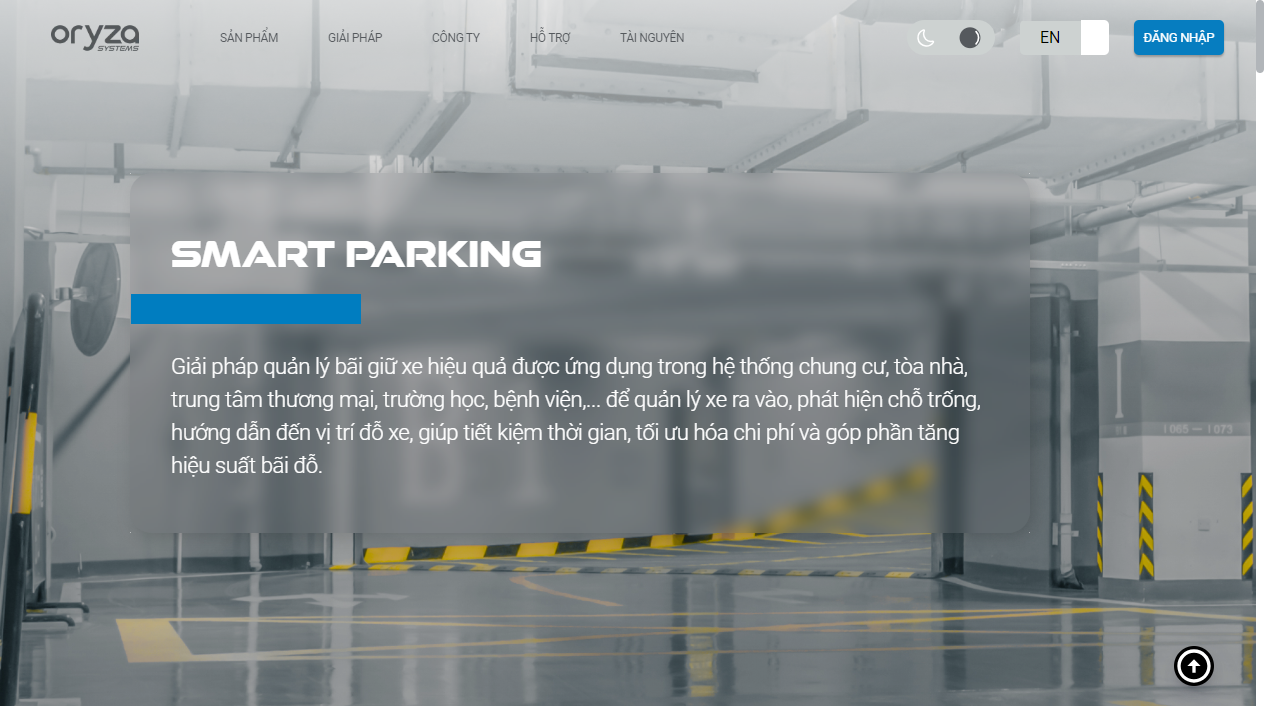 oryza
SYSTEMS
SẢN PHẨM
GIẢI PHÁP
CÔNG TY
HỖ TRỢ
TÀI NGUYÊN
EN
ĐĂNG NHẬP
SMART PARKING
Giải pháp quản lý bãi giữ xe hiệu quả được ứng dụng trong hệ thống chung cư, tòa nhà,
trung tâm thương mại, trường học, bệnh viện,... để quản lý xe ra vào, phát hiện chỗ trống,
hướng dẫn đến vị trí đỗ xe, giúp tiết kiệm thời gian, tối ưu hóa chi phí và góp phần tăng
hiệu suất bãi đỗ.
1065 — 1073